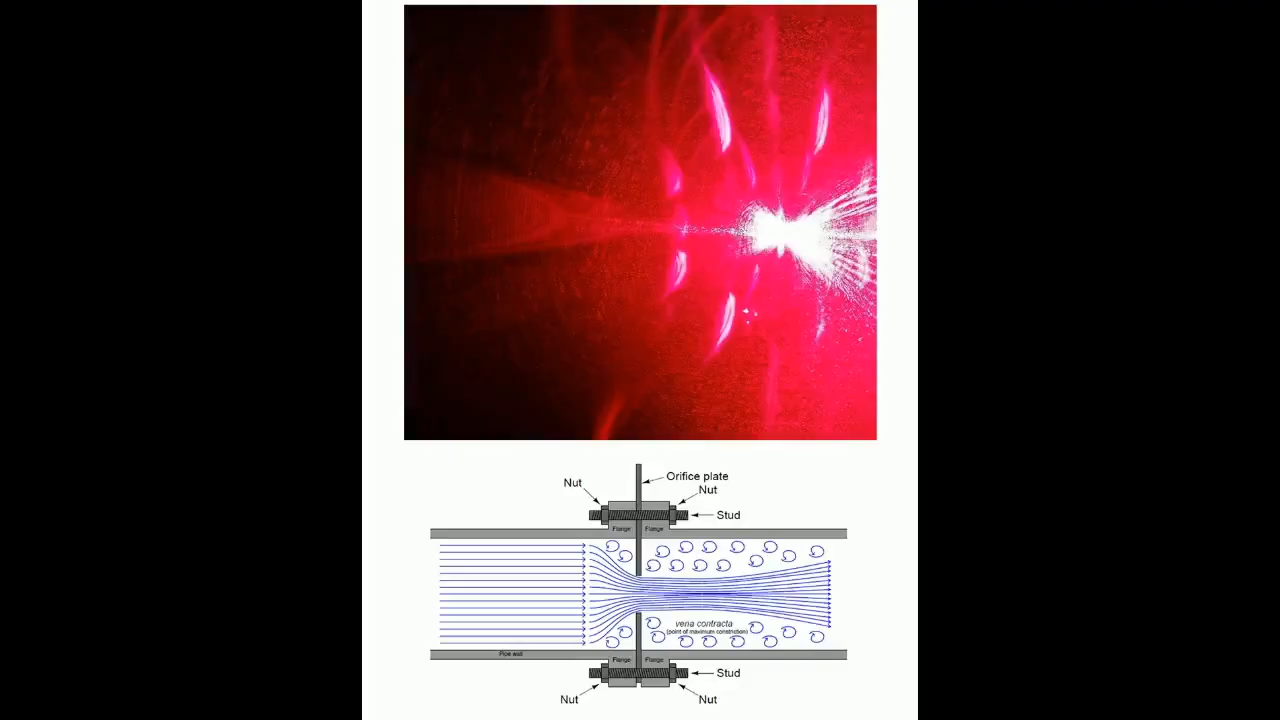 Orifice plate
Nut
Nut
Stud
Flange
Flange
vena contracta
(point of maximum constriction)
Pipe wall
Flange
Flange
Stud
Nut
Nut